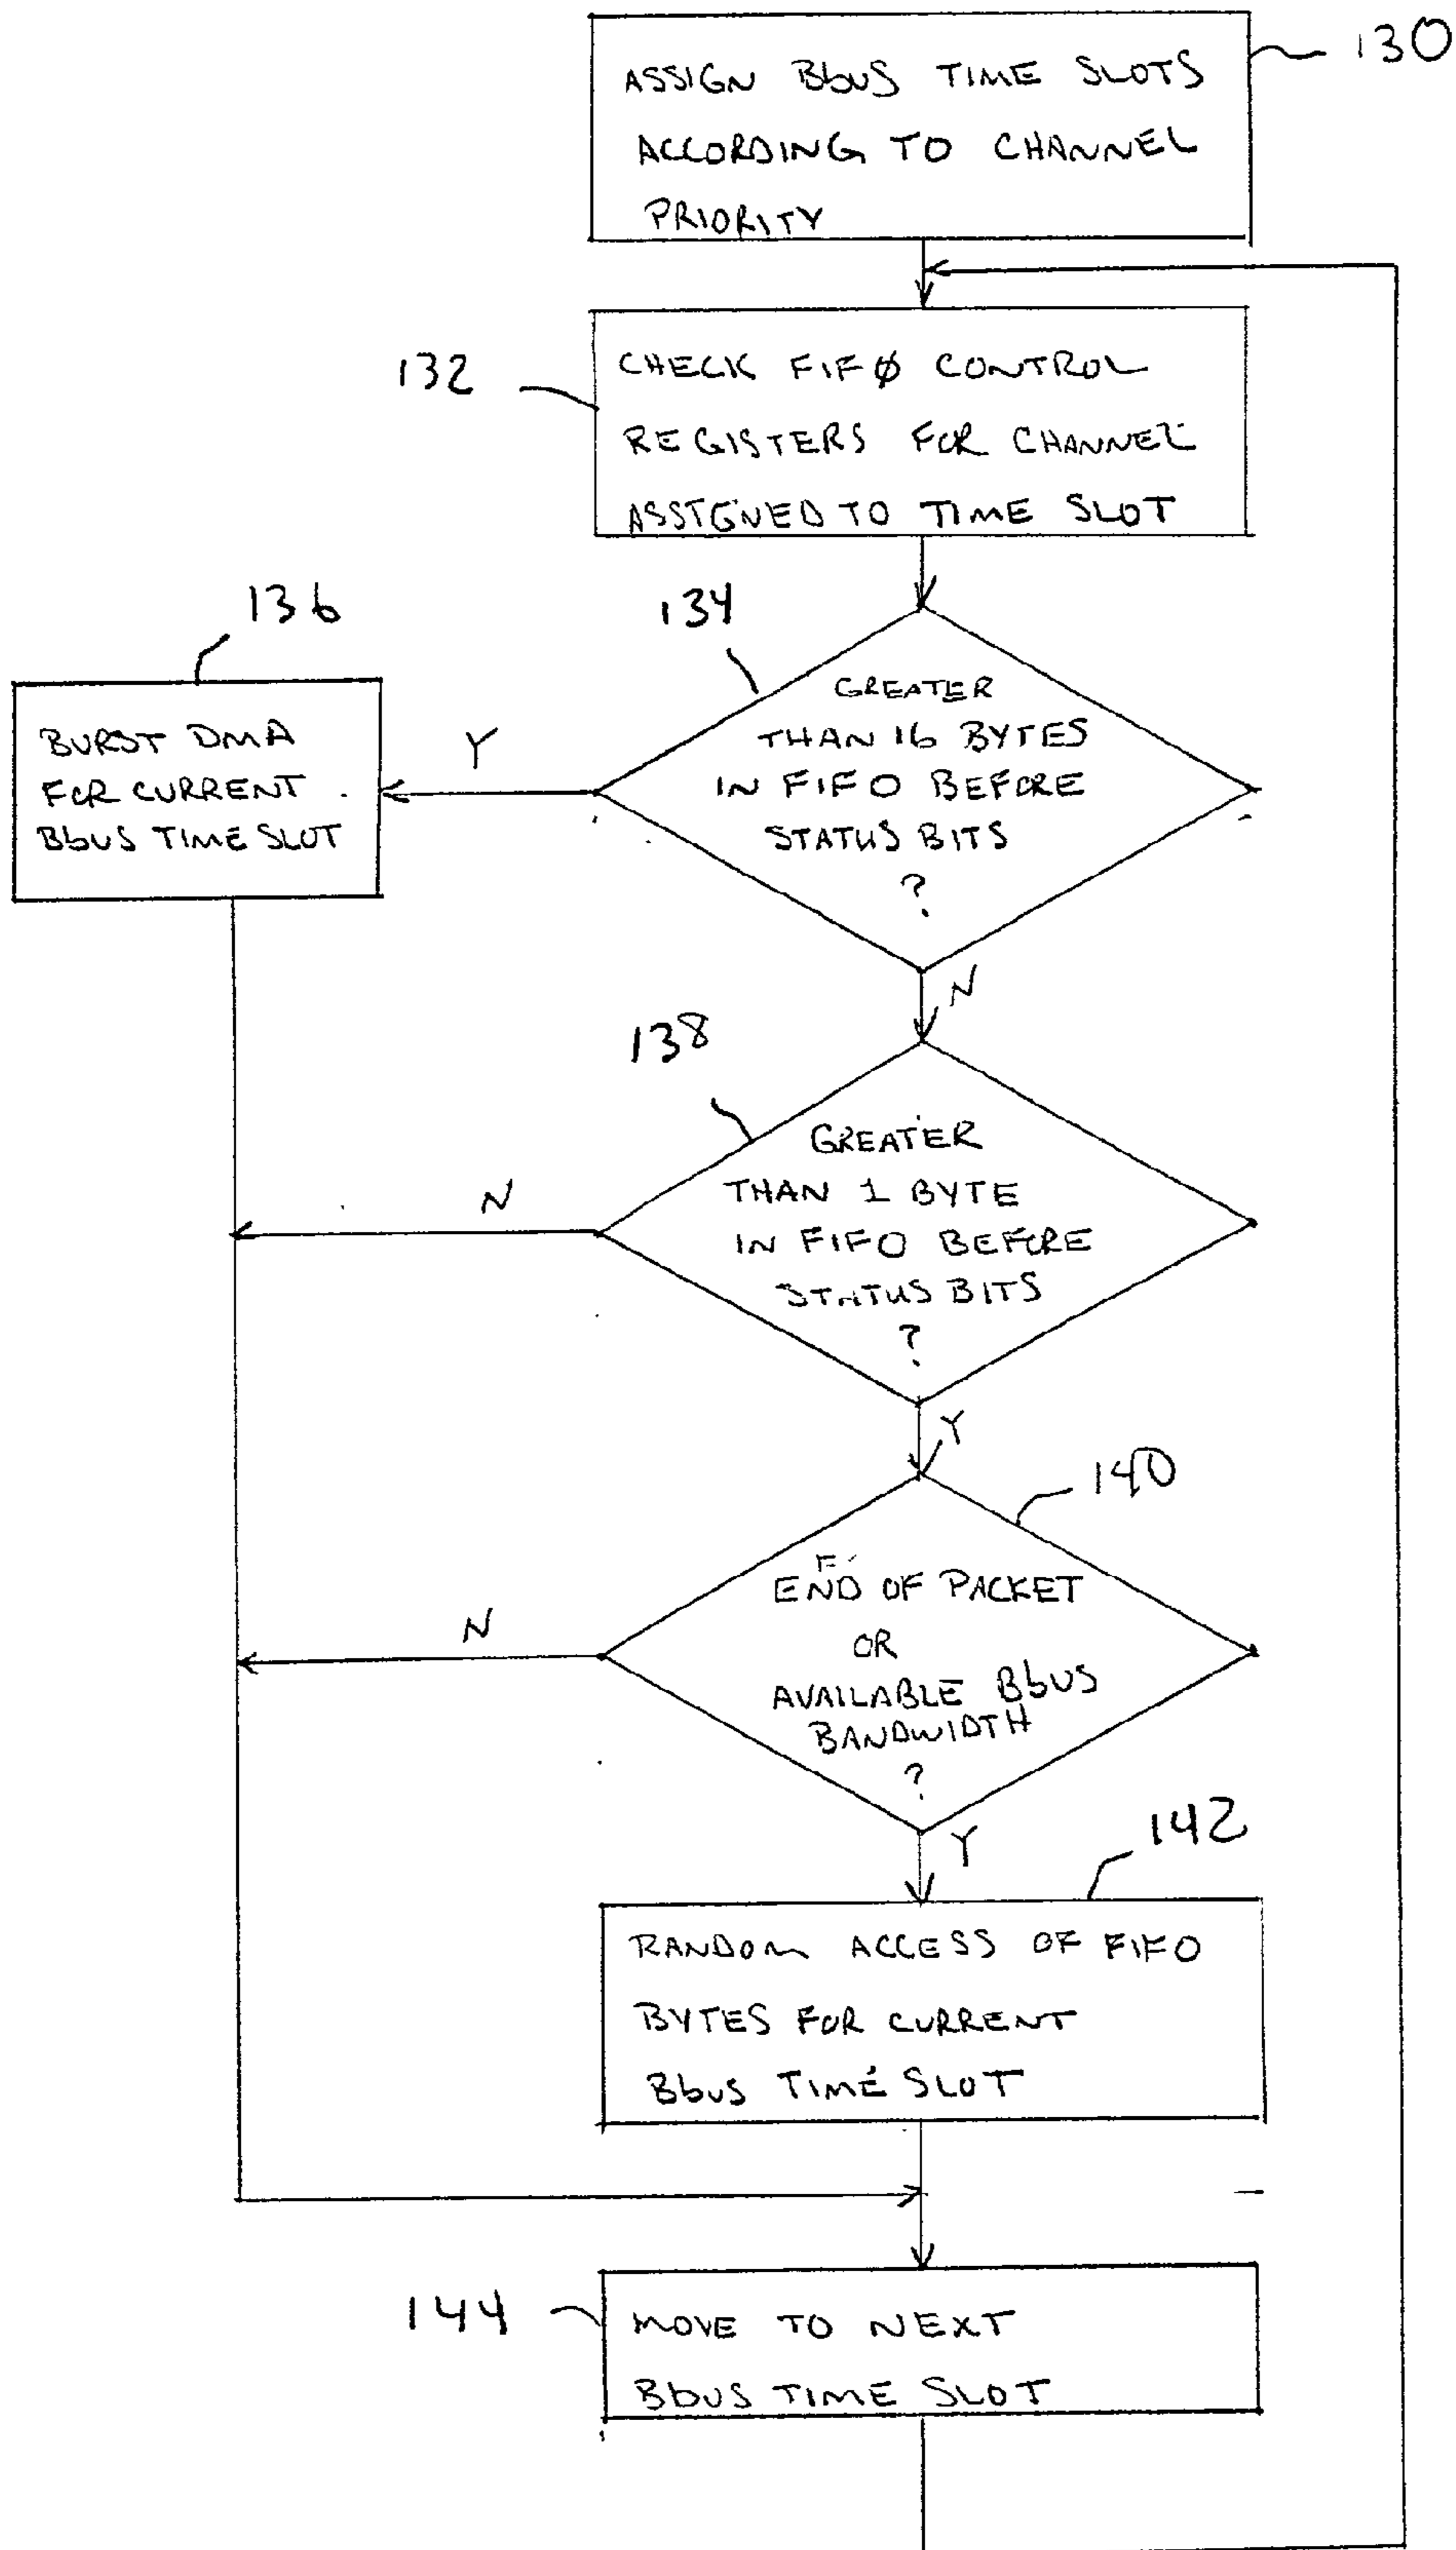 130
ASSIGN BbUS TIME SLOTS
ACCORDING TO CHANNEL
PRIORITY
132
CHECK FIFØ CONTROL
REGISTERS FOR CHANNEL
ASSIGNED TO TIME SLOT
136
134
BURST DMA
FOR CURRENT
BbUS TIME SLOT
Y
GREATER
THAN 16 BYTES
IN FIFO BEFORE
STATUS BITS
?
N
138
GREATER
THAN 1 BYTE
IN FIFO BEFORE
STATUS BITS
?
N
Y
140
END OF PACKET
OR
AVAILABLE BbUS
BANDWIDTH
?
N
Y
142
RANDOM ACCESS OF FIFO
BYTES FOR CURRENT
BbUS TIME SLOT
144
MOVE TO NEXT
BbUS TIME SLOT